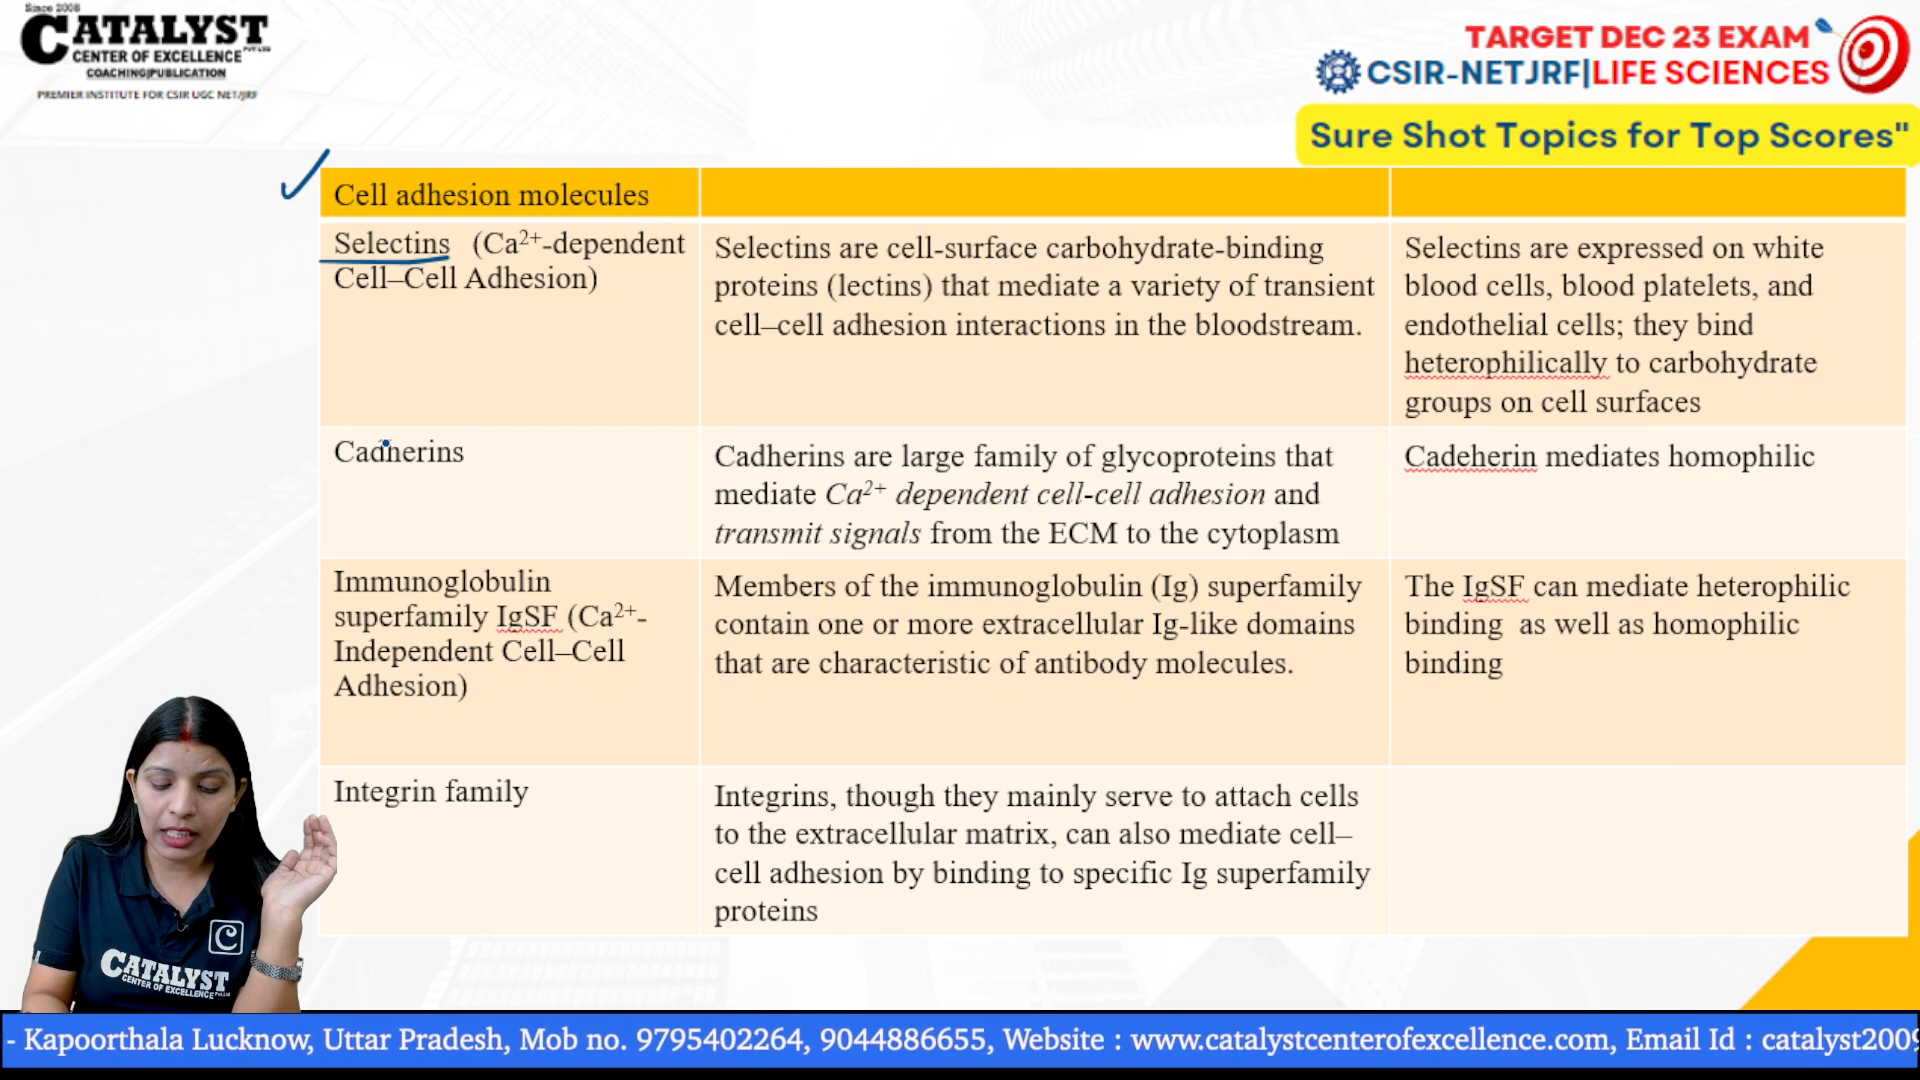 Since 2008
CATALYST
CENTER OF EXCELLENCE PVT LTD
COACHING|PUBLICATION
PREMIER INSTITUTE FOR CSIR UGC NET/JRF
TARGET DEC 23 EXAM
CSIR-NETJRF|LIFE SCIENCES
Sure Shot Topics for Top Scores"
Cell adhesion molecules
Selectins (Ca²⁺-dependent
Cell–Cell Adhesion)
Selectins are cell-surface carbohydrate-binding
proteins (lectins) that mediate a variety of transient
cell–cell adhesion interactions in the bloodstream.
Selectins are expressed on white
blood cells, blood platelets, and
endothelial cells; they bind
heterophilically to carbohydrate
groups on cell surfaces
Cadherins
Cadherins are large family of glycoproteins that
mediate Ca²⁺ dependent cell-cell adhesion and
transmit signals from the ECM to the cytoplasm
Cadeherin mediates homophilic
Immunoglobulin
superfamily IgSF (Ca²⁺-
Independent Cell–Cell
Adhesion)
Members of the immunoglobulin (Ig) superfamily
contain one or more extracellular Ig-like domains
that are characteristic of antibody molecules.
The IgSF can mediate heterophilic
binding as well as homophilic
binding
Integrin family
Integrins, though they mainly serve to attach cells
to the extracellular matrix, can also mediate cell–
cell adhesion by binding to specific Ig superfamily
proteins
C
CATALYST
CENTER OF EXCELLENCE
- Kapoorthala Lucknow, Uttar Pradesh, Mob no. 9795402264, 9044886655, Website : www.catalystcenterofexcellence.com, Email Id : catalyst2009